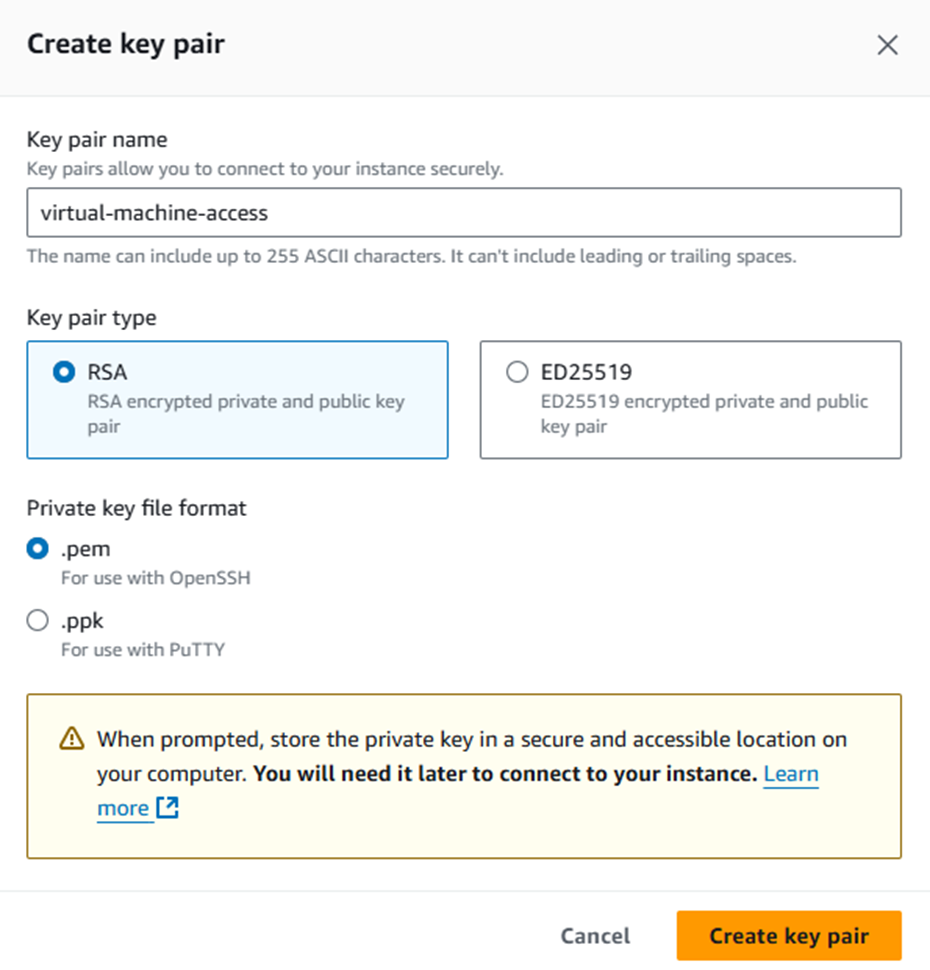 Create key pair
Key pair name
Key pairs allow you to connect to your instance securely.
virtual-machine-access
The name can include up to 255 ASCII characters. It can't include leading or trailing spaces.
Key pair type
RSA
RSA encrypted private and public key
pair
ED25519
ED25519 encrypted private and public
key pair
Private key file format
.pem
For use with OpenSSH
.ppk
For use with PuTTY
When prompted, store the private key in a secure and accessible location on
your computer. You will need it later to connect to your instance. Learn
more
Cancel
Create key pair